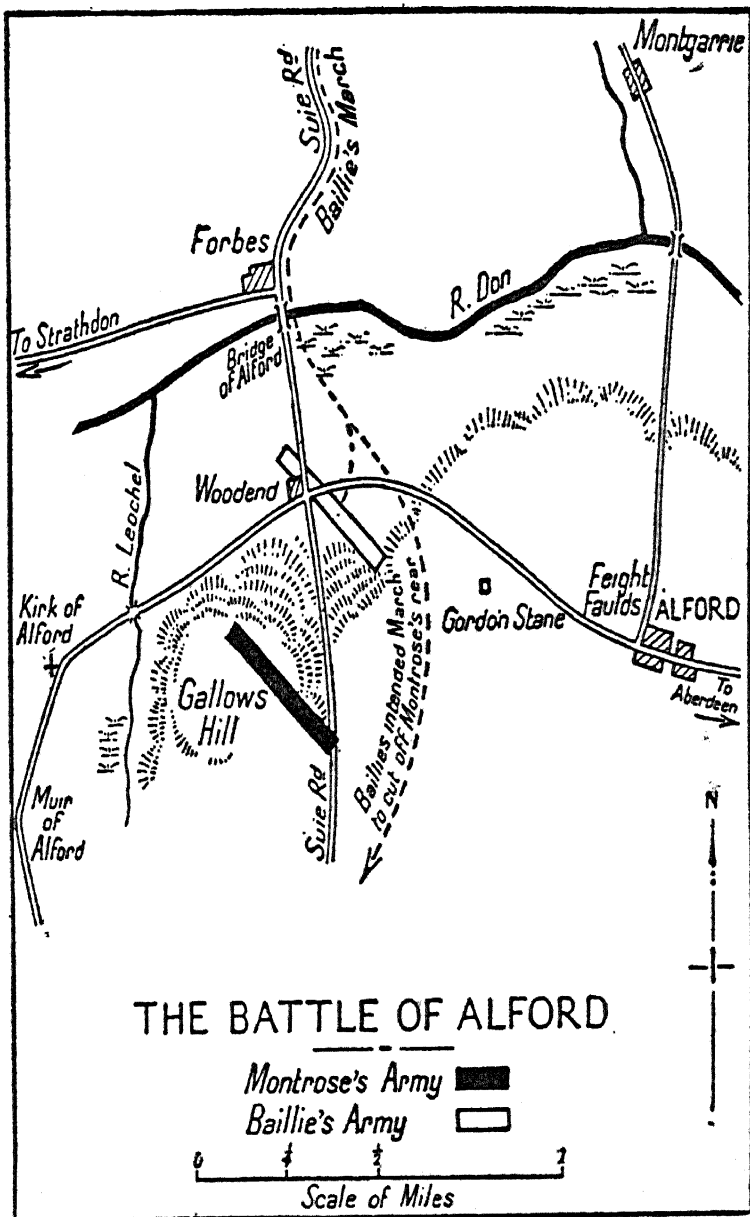 Montgarrie
Suie Rd
Baillie's March
Forbes
R. Don
To Strathdon
Bridge
of Alford
Woodend
R. Leochel
Kirk of
Alford
Feight
Faulds
ALFORD
Gordon Stane
To
Aberdeen
Gallows
Hill
Baillies intended March
to cut off Montrose's rear
Muir
of
Alford
Suie Rd
N
THE BATTLE OF ALFORD
Montrose's Army
Baillie's Army
0 ¼ ½ 1
Scale of Miles